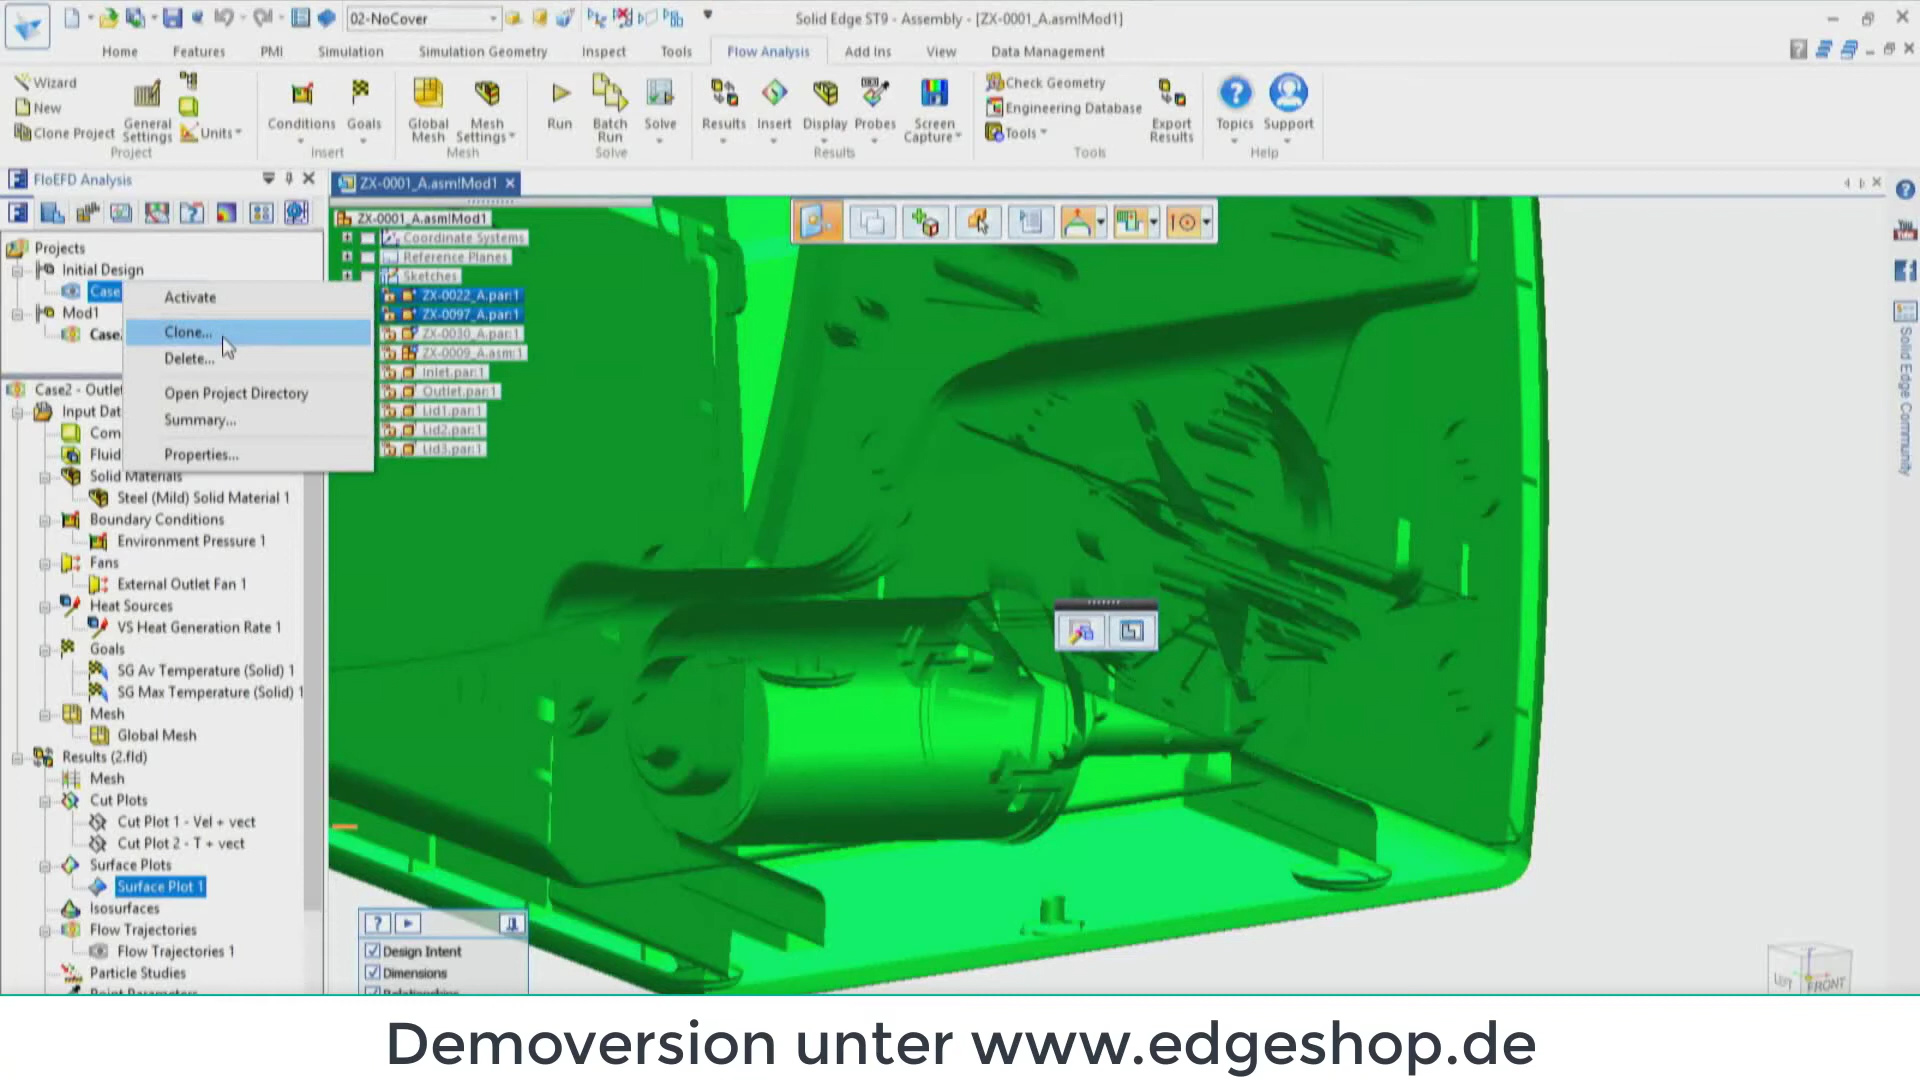 02-NoCover
Solid Edge ST9 - Assembly - [ZX-0001_A.asm!Mod1]
Home Features PMI Simulation Simulation Geometry Inspect Tools Flow Analysis Add Ins View Data Management
Wizard
New
Clone Project
General Settings
Units
Project
Conditions
Goals
Insert
Global Mesh
Mesh Settings
Mesh
Run
Batch Run
Solve
Solve
Results
Insert
Display
Probes
Screen Capture
Results
Check Geometry
Engineering Database
Tools
Export Results
Tools
Topics
Support
Help
FloEFD Analysis
ZX-0001_A.asm!Mod1
Projects
Initial Design
Case
Mod1
Case
Activate
Clone...
Delete...
Open Project Directory
Summary...
Properties...
ZX-0001_A.asm!Mod1
Coordinate Systems
Reference Planes
Sketches
ZX-0022_A.par:1
ZX-0097_A.par:1
ZX-0030_A.par:1
ZX-0009_A.asm:1
Inlet.par:1
Outlet.par:1
Lid1.par:1
Lid2.par:1
Lid3.par:1
Case2 - Outlet
Input Dat
Com
Fluid
Solid Materials
Steel (Mild) Solid Material 1
Boundary Conditions
Environment Pressure 1
Fans
External Outlet Fan 1
Heat Sources
VS Heat Generation Rate 1
Goals
SG Av Temperature (Solid) 1
SG Max Temperature (Solid) 1
Mesh
Global Mesh
Results (2.fld)
Mesh
Cut Plots
Cut Plot 1 - Vel + vect
Cut Plot 2 - T + vect
Surface Plots
Surface Plot 1
Isosurfaces
Flow Trajectories
Flow Trajectories 1
Particle Studies
Design Intent
Dimensions
LEFT
FRONT
You Tube
Solid Edge Community
Demoversion unter www.edgeshop.de